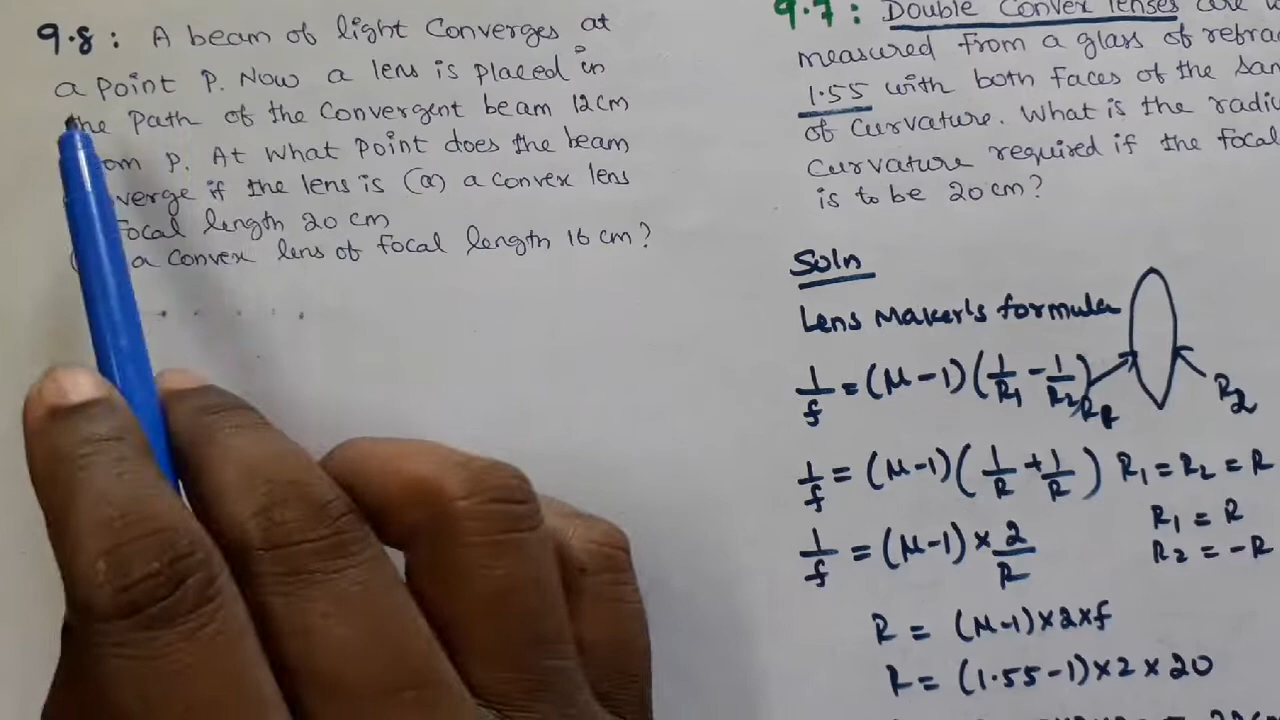 9.8 : A beam of light Converges at
a point P. Now a lens is placed in
the path of the convergent beam 12cm
om P. At what point does the beam
verge if the lens is (a) a convex lens
focal length 20 cm
a convex lens of focal length 16 cm?
9.7 : Double Convex lenses
measured from a glass of refra
1.55 with both faces of the San
of curvature. What is the radi
curvature required if the focal
is to be 20cm?
Soln
Lens Maker's formula
1/f = (μ-1)(1/R1 - 1/R2)
R2
1/f = (μ-1)(1/R + 1/R) R1 = R2 = R
R1 = R
1/f = (μ-1) × 2/R
R2 = -R
R = (μ-1)×2×f
R = (1.55-1)×2×20